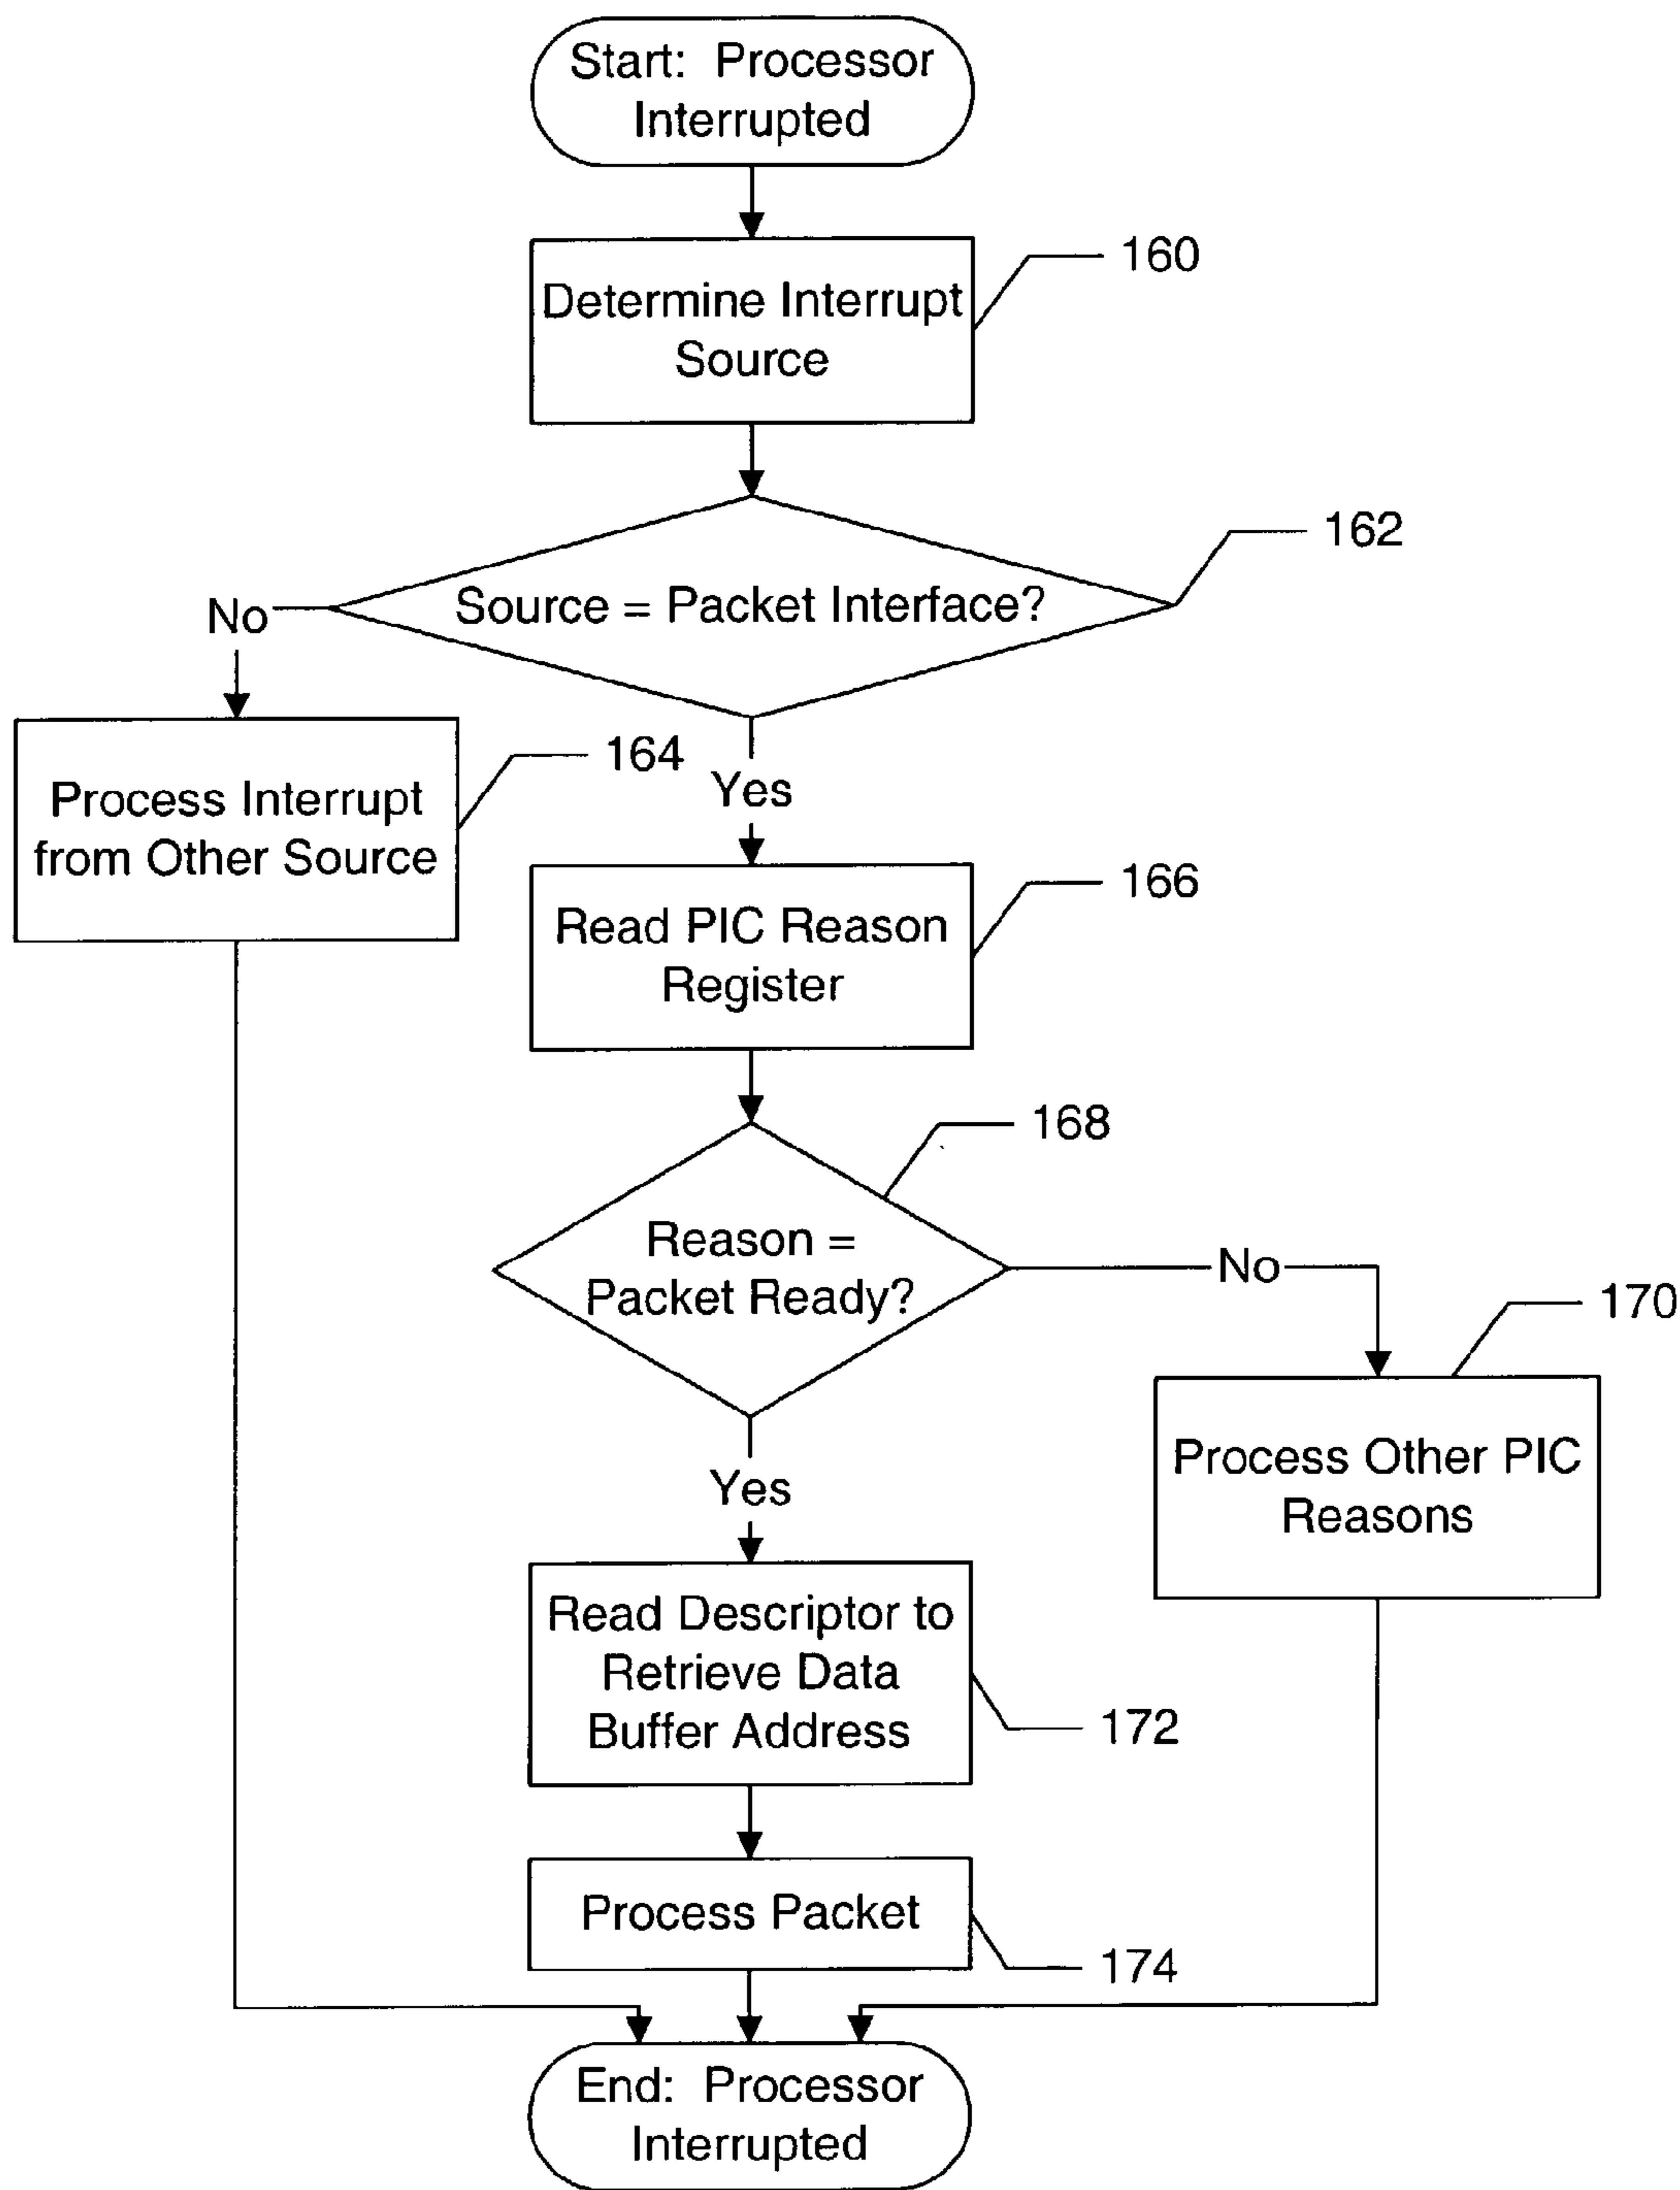 Start: Processor
Interrupted
160
Determine Interrupt
Source
162
Source = Packet Interface?
No
164
Process Interrupt
from Other Source
Yes
166
Read PIC Reason
Register
168
Reason =
Packet Ready?
No
170
Process Other PIC
Reasons
Yes
Read Descriptor to
Retrieve Data
Buffer Address
172
Process Packet
174
End: Processor
Interrupted